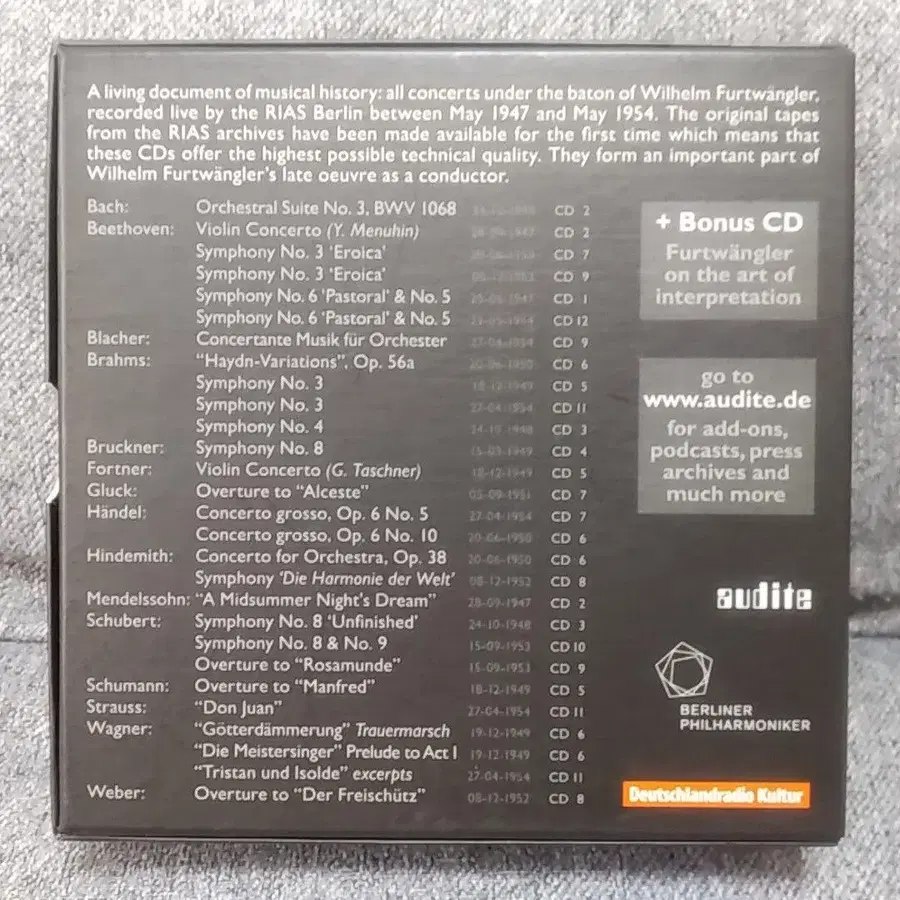 A living document of musical history: all concerts under the baton of Wilhelm Furtwängler,
recorded live by the RIAS Berlin between May 1947 and May 1954. The original tapes
from the RIAS archives have been made available for the first time which means that
these CDs offer the highest possible technical quality. They form an important part of
Wilhelm Furtwängler's late oeuvre as a conductor.
Bach: Orchestral Suite No. 3, BWV 1068 CD 2
Beethoven: Violin Concerto (Y. Menuhin) CD 2
Symphony No. 3 'Eroica' CD 7
Symphony No. 3 'Eroica' CD 9
Symphony No. 6 'Pastoral' & No. 5 CD 1
Symphony No. 6 'Pastoral' & No. 5 CD 12
Blacher: Concertante Musik für Orchester 27-04-1954 CD 9
Brahms: "Haydn-Variations", Op. 56a 20-06-1950 CD 6
Symphony No. 3 18-12-1949 CD 5
Symphony No. 3 27-04-1954 CD 11
Symphony No. 4 24-10-1948 CD 3
Bruckner: Symphony No. 8 CD 4
Fortner: Violin Concerto (G. Taschner) 18-12-1949 CD 5
Gluck: Overture to "Alceste" 05-09-1951 CD 7
Händel: Concerto grosso, Op. 6 No. 5 27-04-1954 CD 7
Concerto grosso, Op. 6 No. 10 20-06-1950 CD 6
Hindemith: Concerto for Orchestra, Op. 38 20-06-1950 CD 6
Symphony 'Die Harmonie der Welt' 08-12-1952 CD 8
Mendelssohn: "A Midsummer Night's Dream" 28-09-1947 CD 2
Schubert: Symphony No. 8 'Unfinished' 24-10-1948 CD 3
Symphony No. 8 & No. 9 15-09-1953 CD 10
Overture to "Rosamunde" 15-09-1953 CD 9
Schumann: Overture to "Manfred" 18-12-1949 CD 5
Strauss: "Don Juan" 27-04-1954 CD 11
Wagner: "Götterdämmerung" Trauermarsch 19-12-1949 CD 6
"Die Meistersinger" Prelude to Act I 19-12-1949 CD 6
"Tristan und Isolde" excerpts 27-04-1954 CD 11
Weber: Overture to "Der Freischütz" 08-12-1952 CD 8
+ Bonus CD
Furtwängler
on the art of
interpretation
go to
www.audite.de
for add-ons,
podcasts, press
archives and
much more
audite
BERLINER
PHILHARMONIKER
Deutschlandradio Kultur